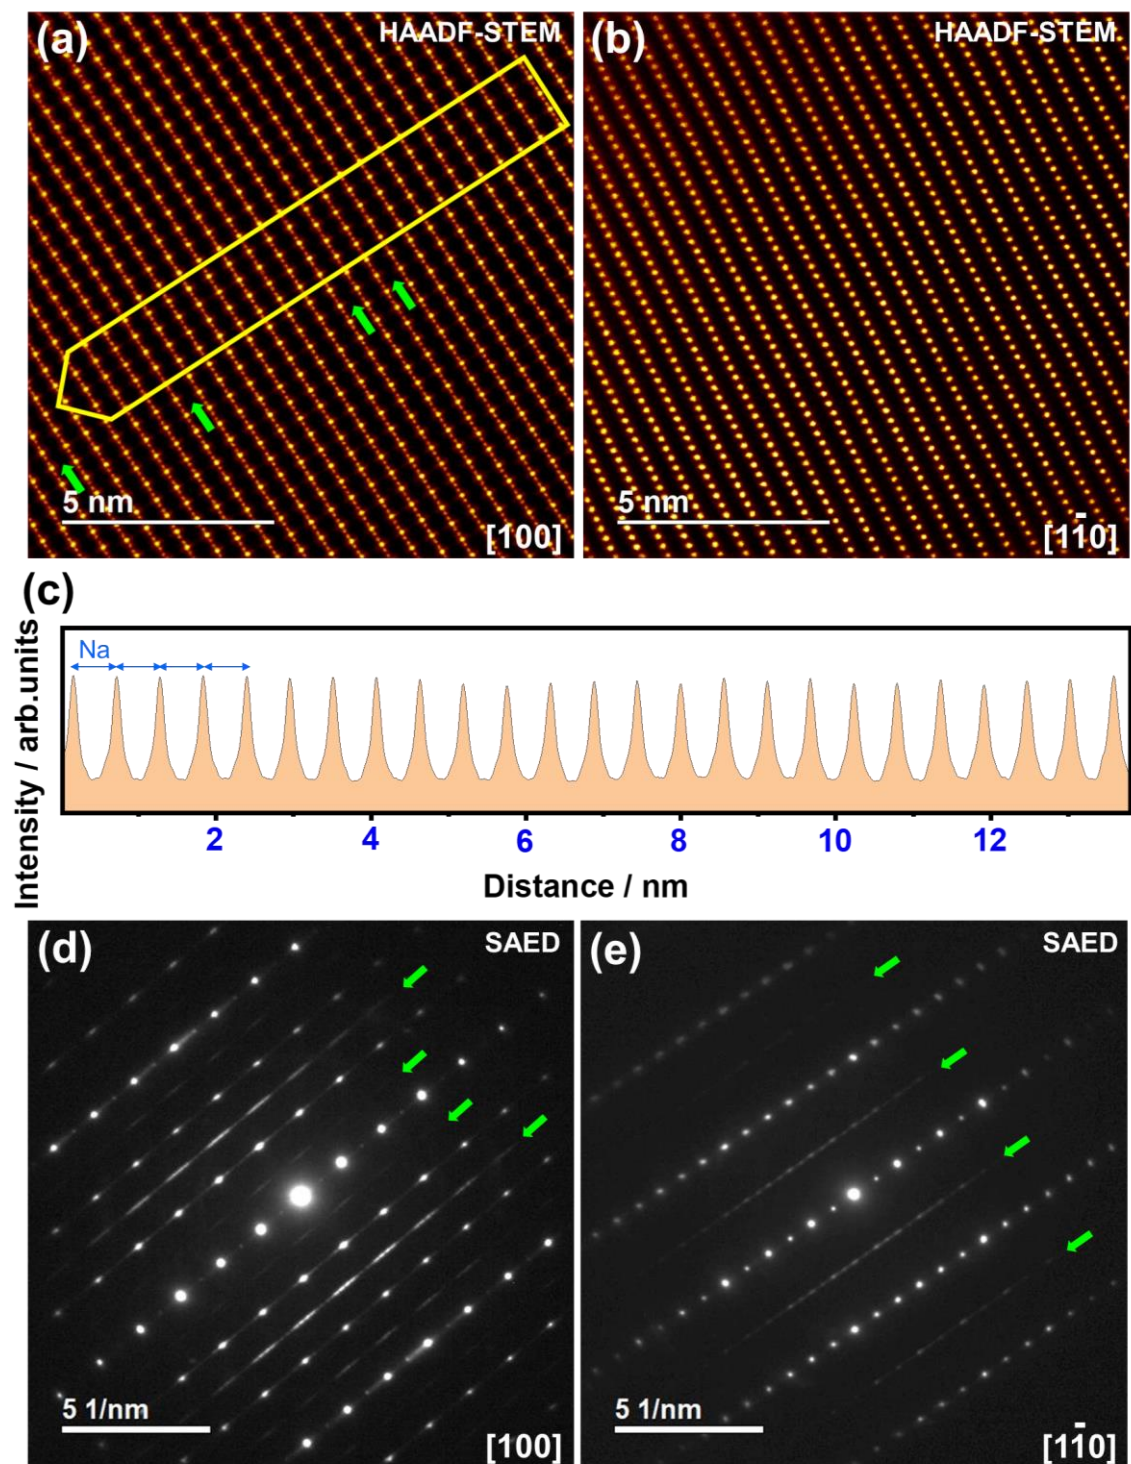 (a) HAADF-STEM
(b) HAADF-STEM
5 nm
[100]
5 nm
[11̅0]
(c)
Intensity / arb.units
Na
2 4 6 8 10 12
Distance / nm
(d) SAED
(e) SAED
5 1/nm
[100]
5 1/nm
[11̅0]